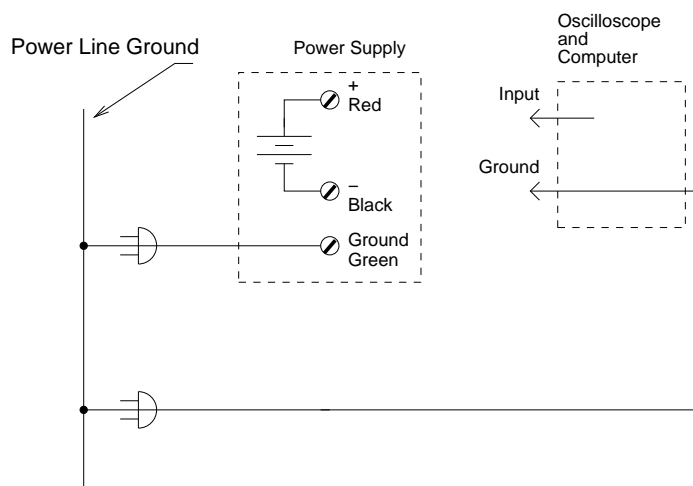 Oscilloscope
and
Computer
Power Line Ground
Power Supply
+
Red
Input
Ground
−
Black
Ground
Green